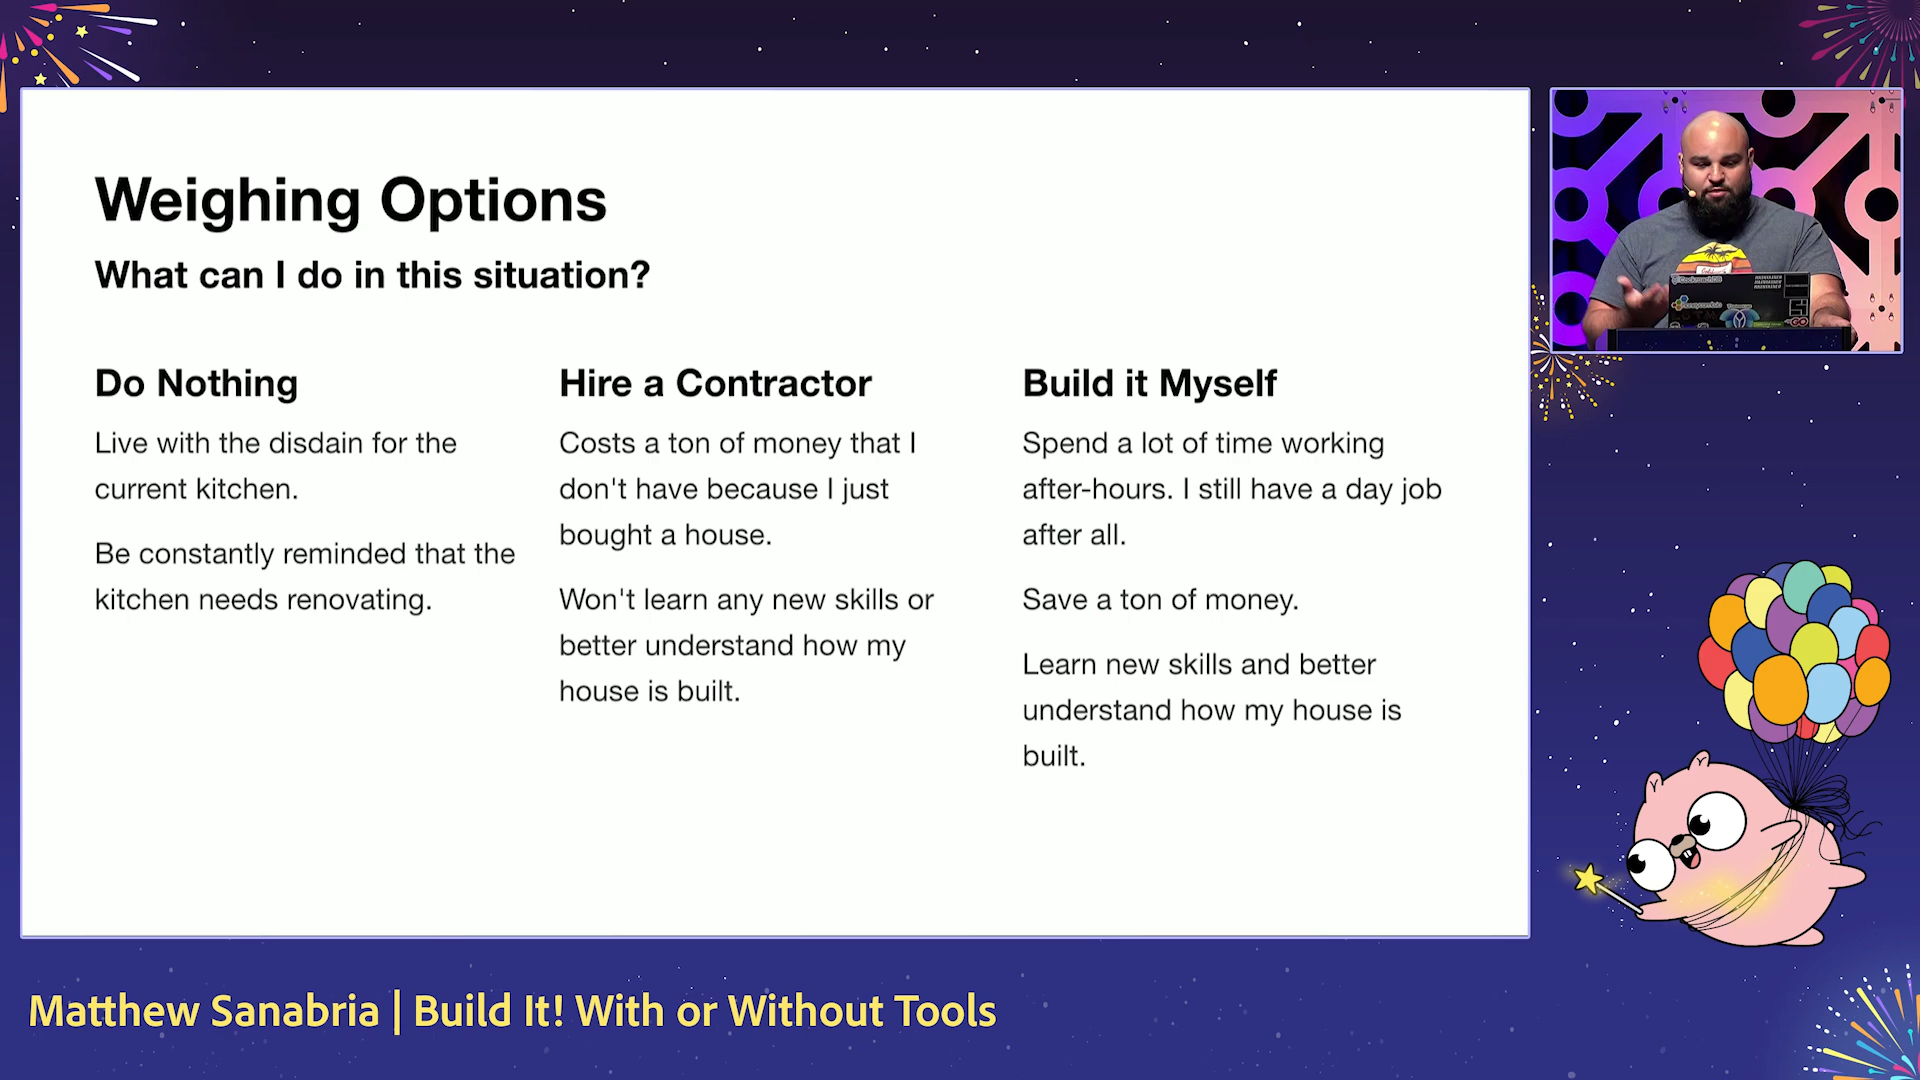 Weighing Options
What can I do in this situation?
Do Nothing
Live with the disdain for the
current kitchen.
Be constantly reminded that the
kitchen needs renovating.
Hire a Contractor
Costs a ton of money that I
don't have because I just
bought a house.
Won't learn any new skills or
better understand how my
house is built.
Build it Myself
Spend a lot of time working
after-hours. I still have a day job
after all.
Save a ton of money.
Learn new skills and better
understand how my house is
built.
CockroachDB
GO
Matthew Sanabria | Build It! With or Without Tools